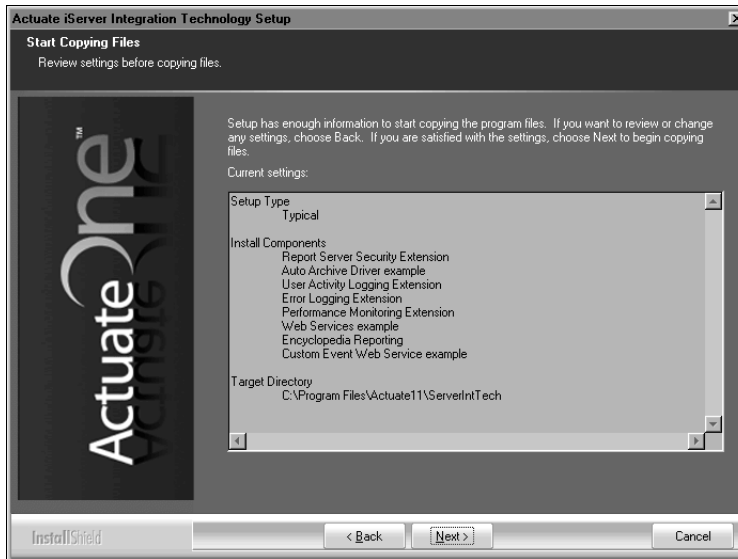 Actuate iServer Integration Technology Setup
Start Copying Files
Review settings before copying files.
Setup has enough information to start copying the program files. If you want to review or change
any settings, choose Back. If you are satisfied with the settings, choose Next to begin copying
files.
Current settings:
Setup Type
Typical
Install Components
Report Server Security Extension
Auto Archive Driver example
User Activity Logging Extension
Error Logging Extension
Performance Monitoring Extension
Web Services example
Encyclopedia Reporting
Custom Event Web Service example
Target Directory
C:\Program Files\Actuate11\ServerIntTech
ActuateOne™
InstallShield
< Back
Next >
Cancel